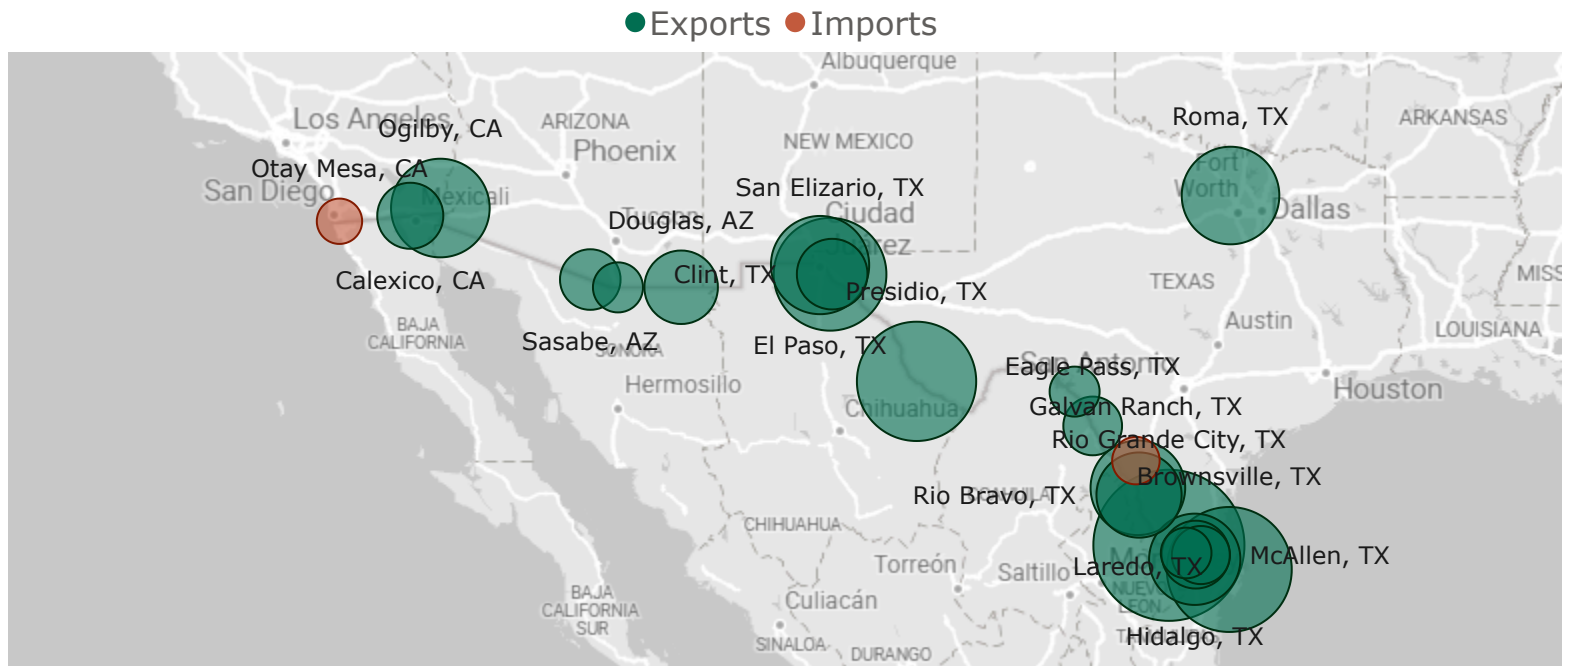 Exports Imports
Albuquerque
Los Angeles
Ogilby, CA
ARIZONA
Roma, TX
ARKANSAS
Phoenix
NEW MEXICO
Otay Mesa, CA
San Diego
Mexicali
San Elizario, TX
Fort
Worth
Dallas
Tucson
Douglas, AZ
Ciudad
Juárez
Clint, TX
Calexico, CA
Presidio, TX
TEXAS
MISS
BAJA
CALIFORNIA
Austin
LOUISIANA
Sasabe, AZ
SONORA
El Paso, TX
San Antonio
Eagle Pass, TX
Hermosillo
Houston
Chihuahua
Galvan Ranch, TX
Rio Grande City, TX
Brownsville, TX
Rio Bravo, TX
COAHUILA
CHIHUAHUA
Torreón
Saltillo
Laredo, TX
McAllen, TX
NUEVO
LEON
BAJA
CALIFORNIA
SUR
Culiacán
Hidalgo, TX
SINALOA
DURANGO